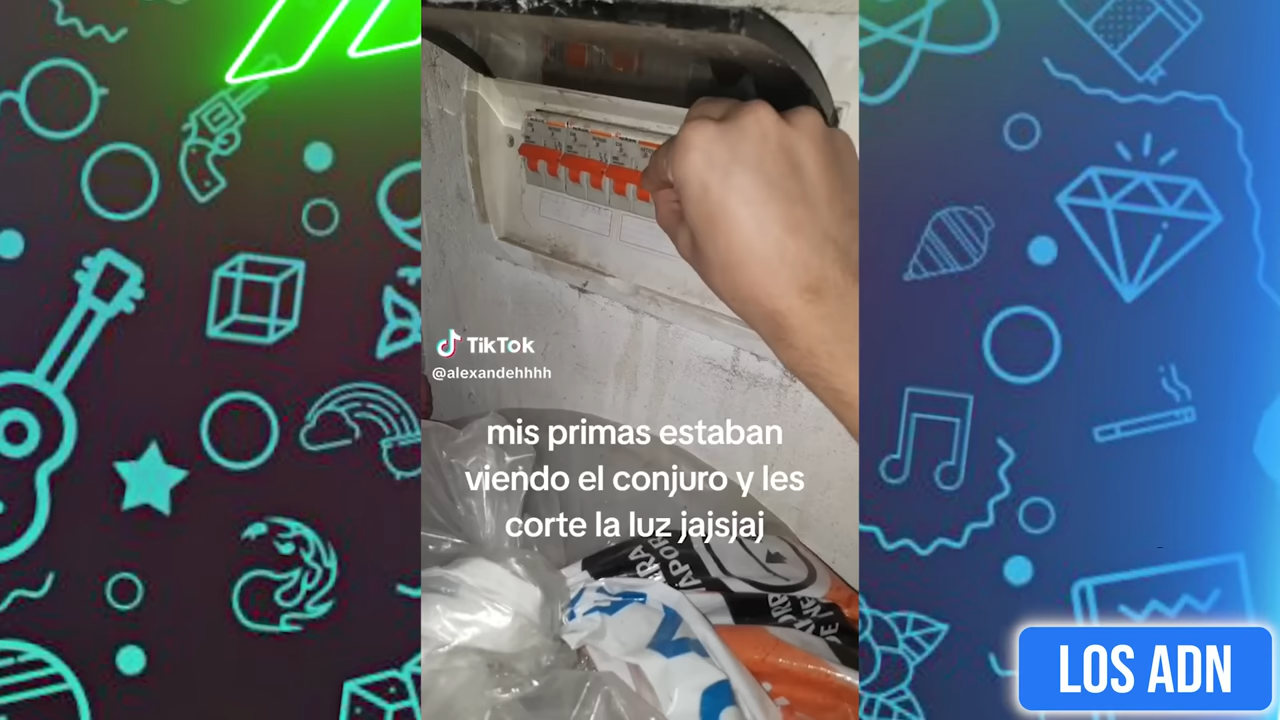 TikTok
@alexandehhhh
mis primas estaban
viendo el conjuro y les
corte la luz jajsjaj
LOS ADN